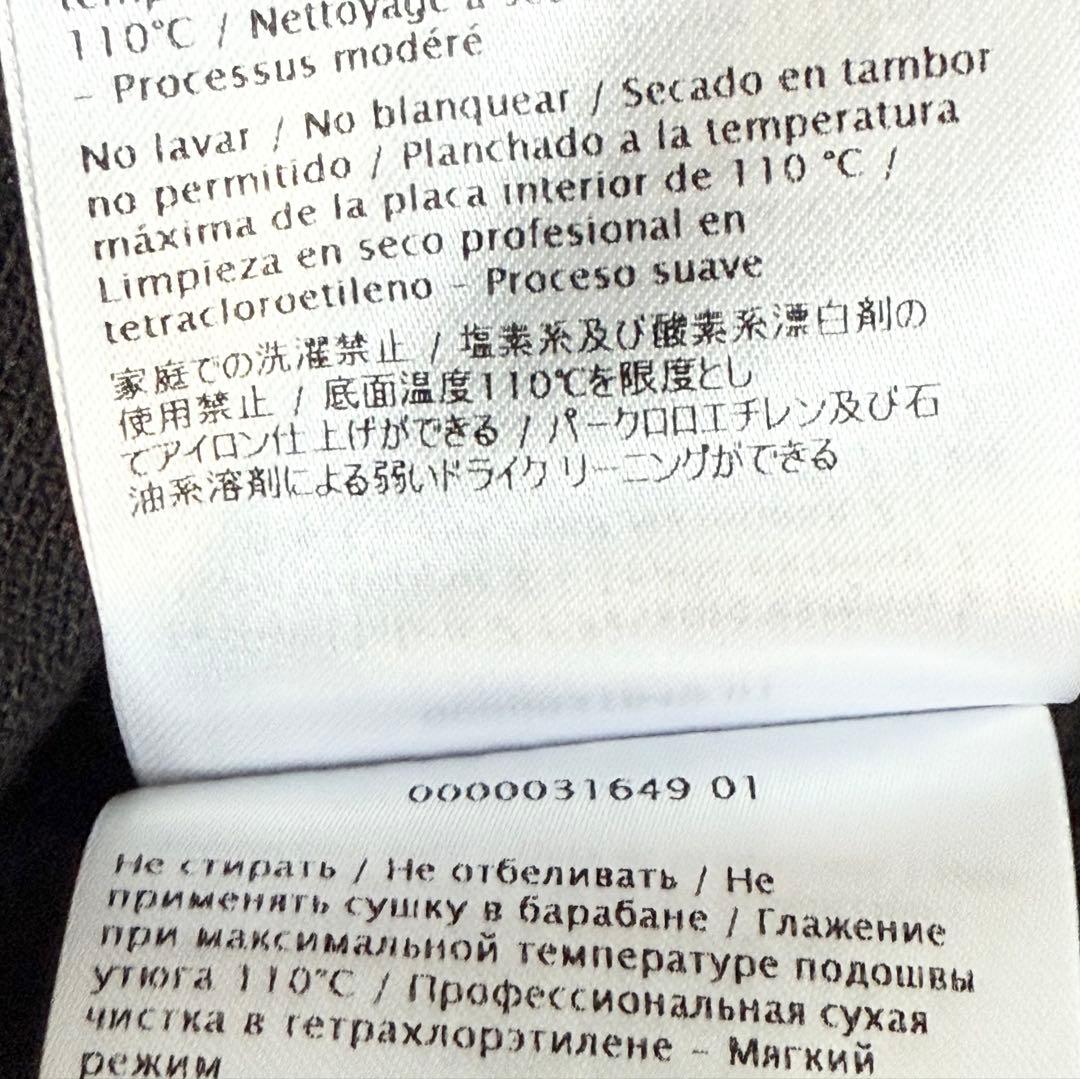 110°C / Nettoyage à
– Processus modéré
No lavar / No blanquear / Secado en tambor
no permitido / Planchado a la temperatura
máxima de la placa interior de 110 °C /
Limpieza en seco profesional en
tetracloroetileno – Proceso suave
家庭での洗濯禁止 / 塩素系及び酸素系漂白剤の
使用禁止 / 底面温度110℃を限度とし
てアイロン仕上げができる / パークロロエチレン及び石
油系溶剤による弱いドライクリーニングができる
0000031649 01
Не стирать / Не отбеливать / Не
применять сушку в барабане / Глажение
при максимальной температуре подошвы
утюга 110°C / Профессиональная сухая
чистка в тетрахлорэтилене – Мягкий
режим